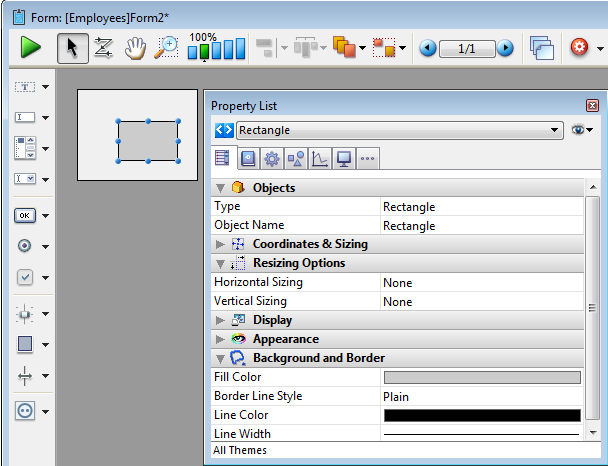 Form: [Employees]Form2*
100%
1/1
T
I
I
OK
Property List
Rectangle
Objects
Type Rectangle
Object Name Rectangle
Coordinates & Sizing
Resizing Options
Horizontal Sizing None
Vertical Sizing None
Display
Appearance
Background and Border
Fill Color
Border Line Style Plain
Line Color
Line Width
All Themes